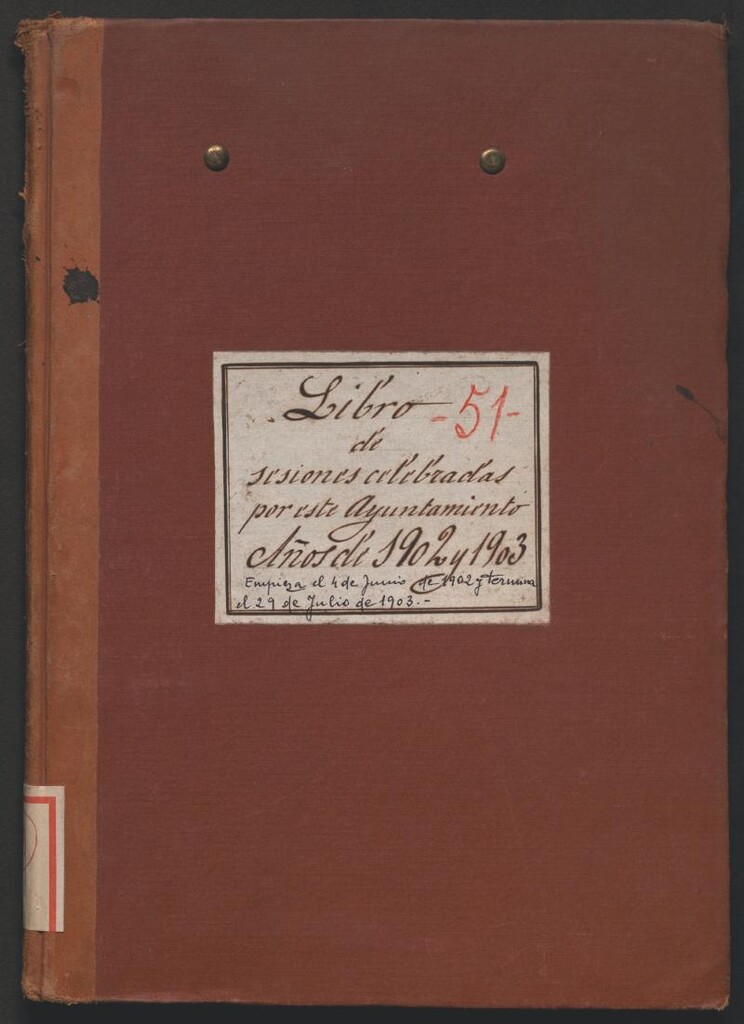 Libro -51-
de
sesiones celebradas
por este Ayuntamiento
Años de 1902 y 1903
Empieza el 4 de Junio de 1902 y termina
el 29 de Julio de 1903.-